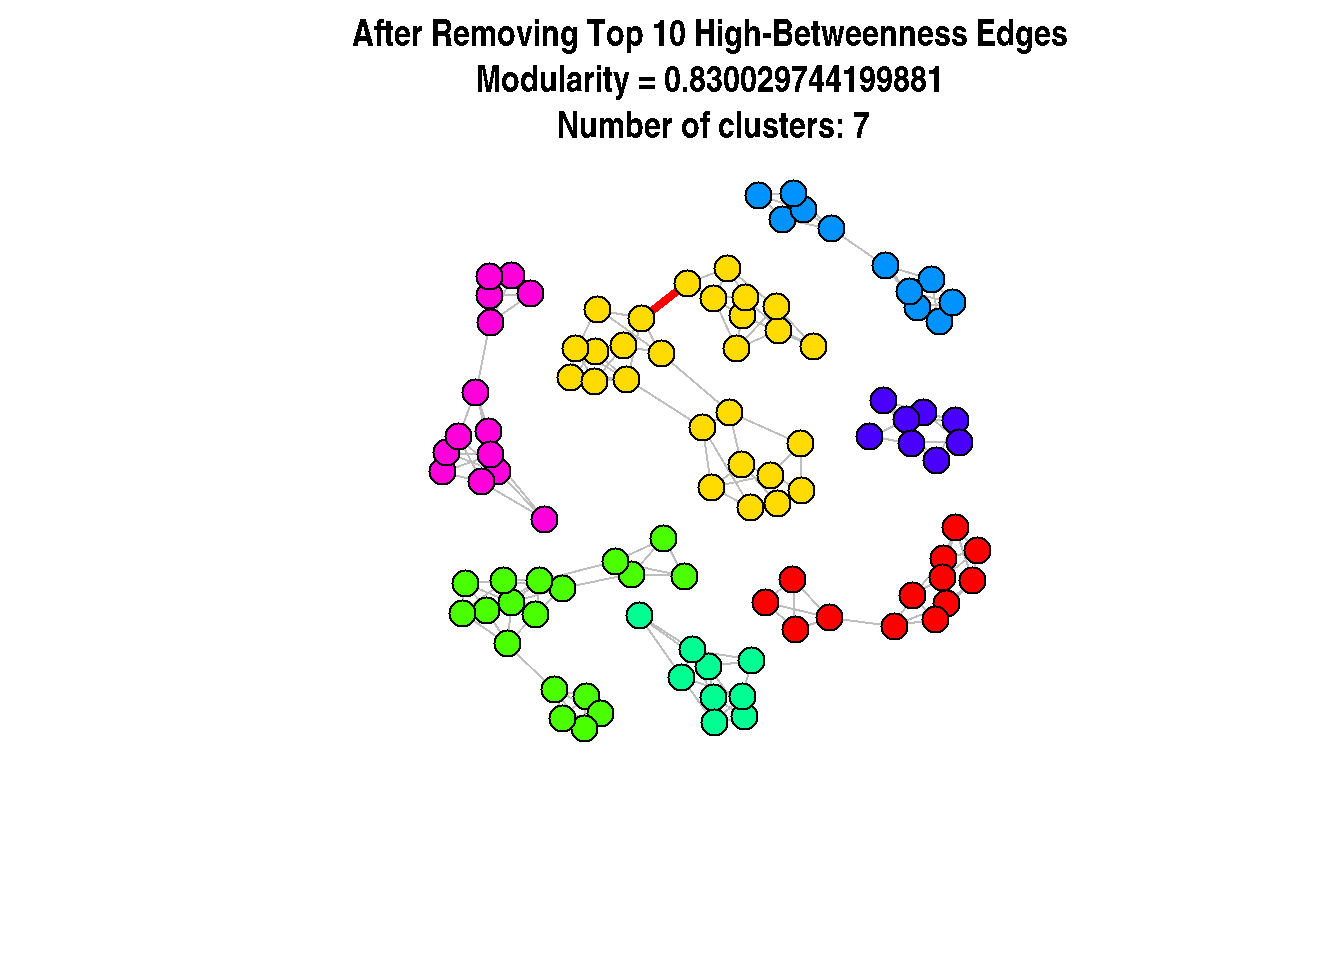 After Removing Top 10 High-Betweenness Edges
Modularity = 0.830029744199881
Number of clusters: 7